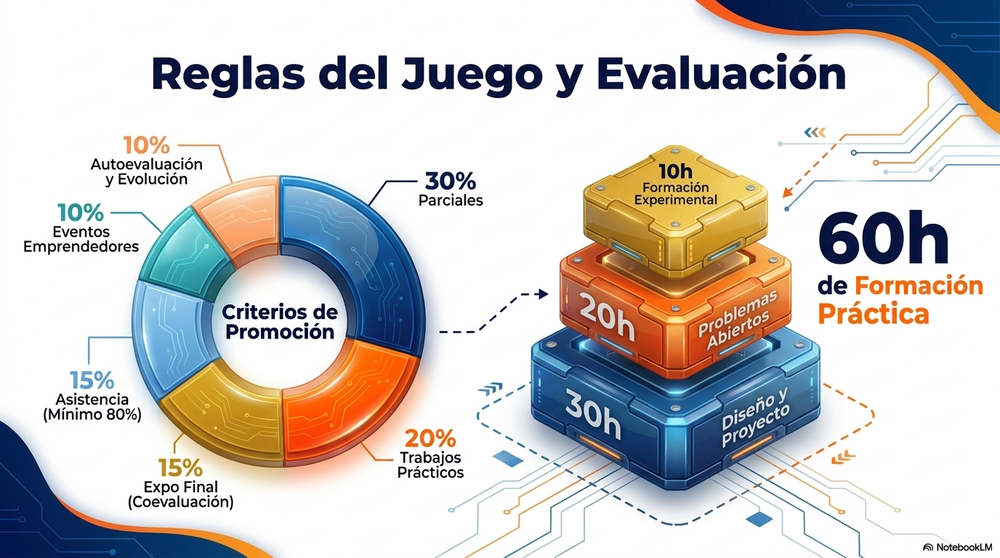 Reglas del Juego y Evaluación
10%
Autoevaluación
y Evolución
30%
Parciales
10%
Eventos
Emprendedores
Criterios de
Promoción
15%
Asistencia
(Mínimo 80%)
15%
Expo Final
(Coevaluación)
20%
Trabajos
Prácticos
10h
Formación
Experimental
20h
Problemas
Abiertos
30h
Diseño y
Proyecto
60h
de Formación
Práctica
NotebookLM